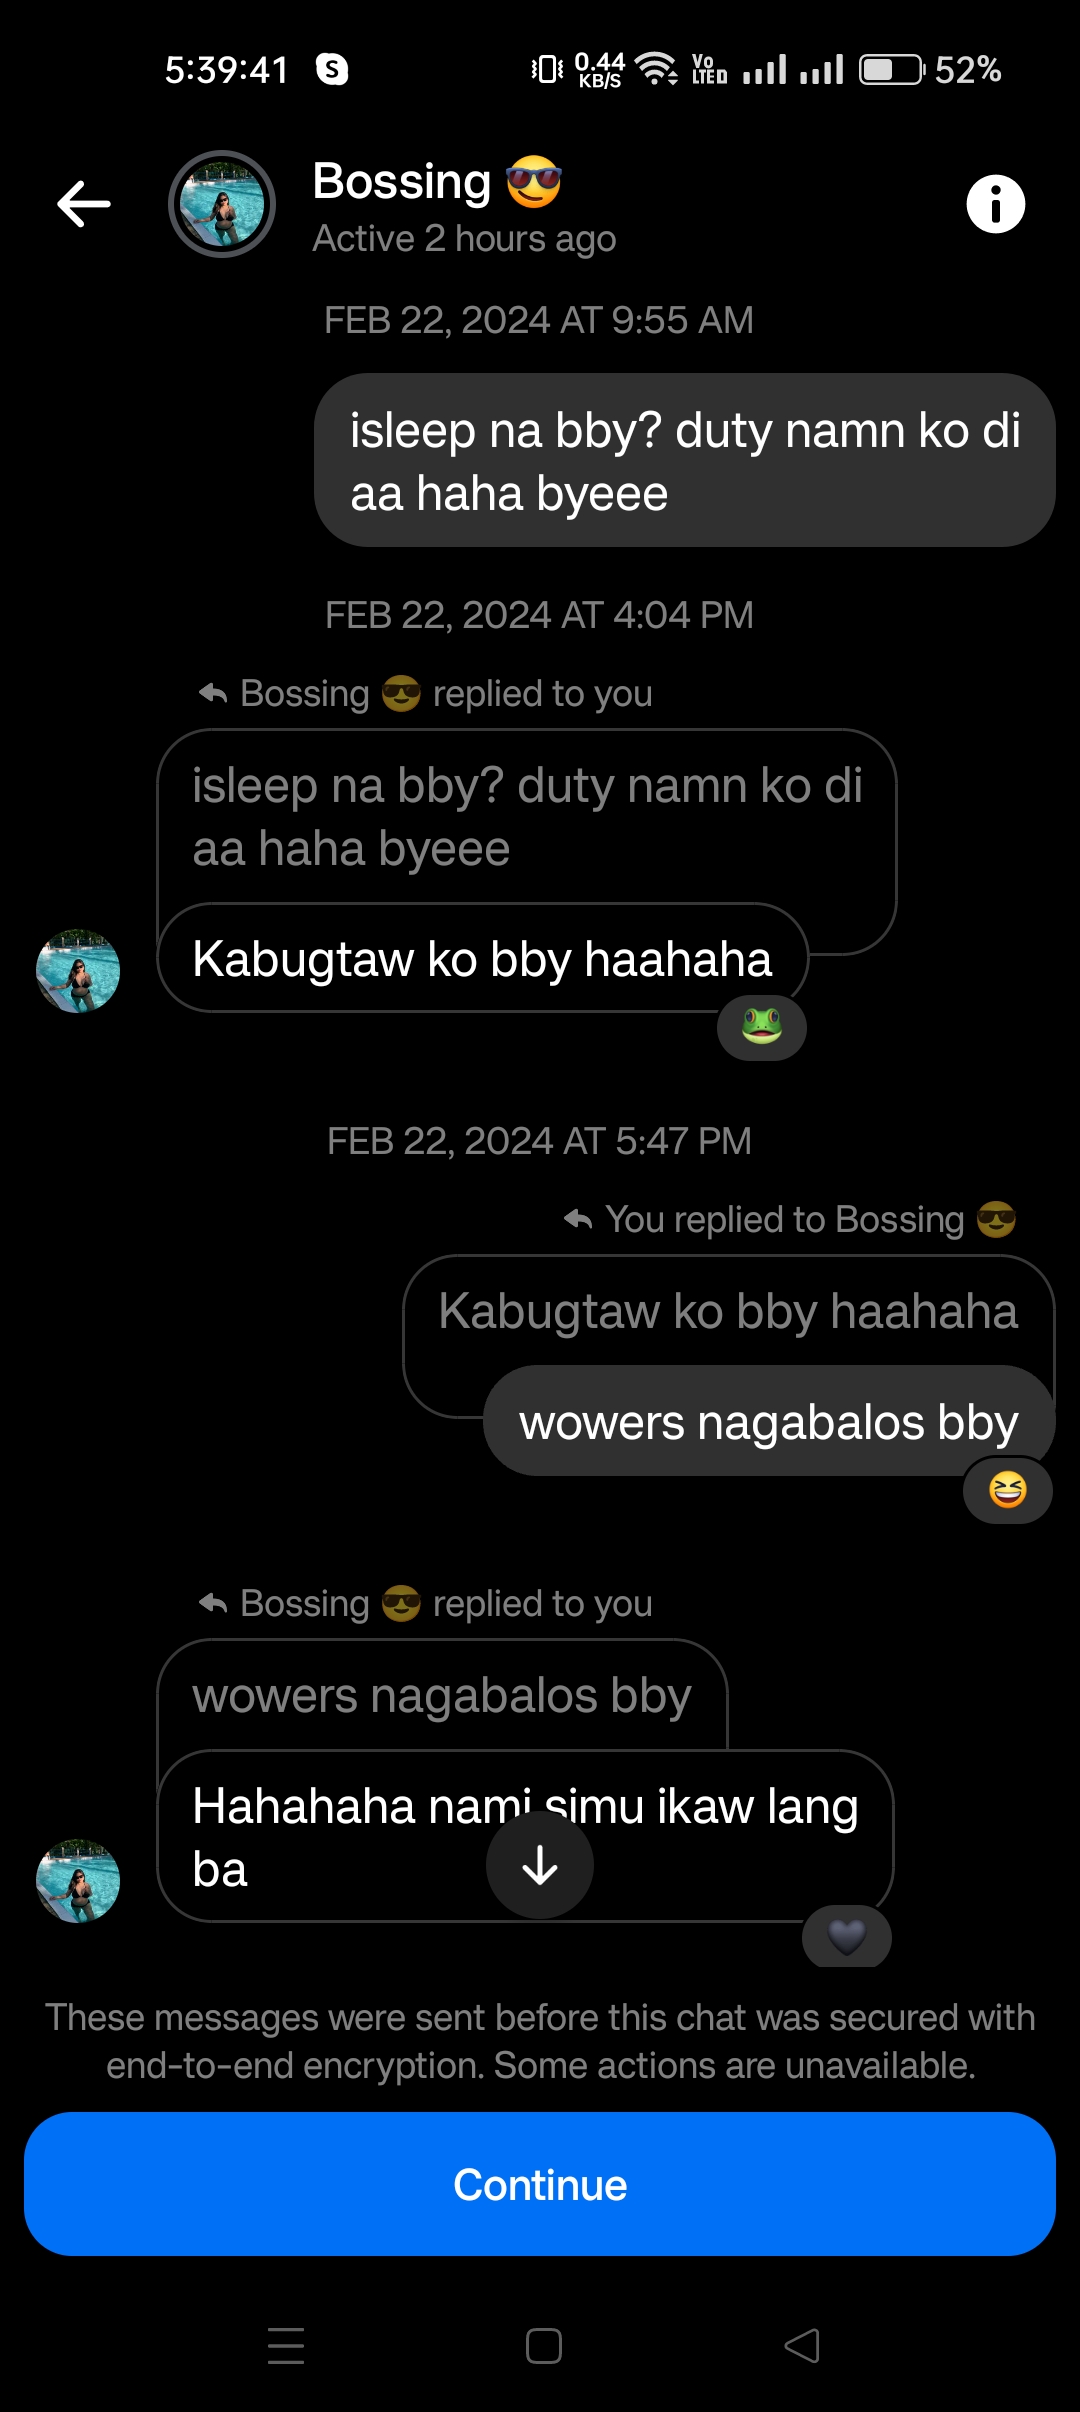 5:39:41
0.44
KB/S
Vo
LTED
52%
Bossing 😎
Active 2 hours ago
FEB 22, 2024 AT 9:55 AM
isleep na bby? duty namn ko di
aa haha byeee
FEB 22, 2024 AT 4:04 PM
Bossing 😎 replied to you
isleep na bby? duty namn ko di
aa haha byeee
Kabugtaw ko bby haahaha
FEB 22, 2024 AT 5:47 PM
You replied to Bossing 😎
Kabugtaw ko bby haahaha
wowers nagabalos bby
Bossing 😎 replied to you
wowers nagabalos bby
Hahahaha nami simu ikaw lang
ba
These messages were sent before this chat was secured with
end-to-end encryption. Some actions are unavailable.
Continue